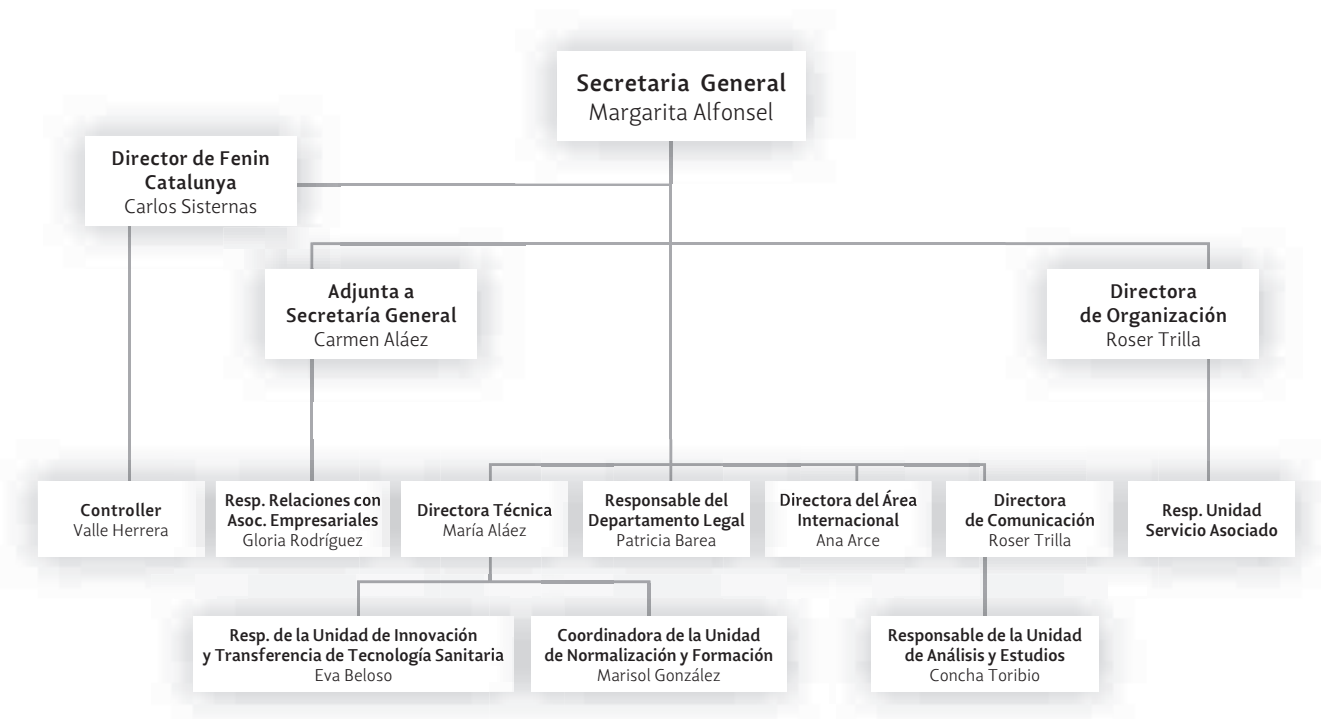 Secretaria General
Margarita Alfonsel
Director de Fenin
Catalunya
Carlos Sisternas
Adjunta a
Secretaría General
Carmen Aláez
Directora
de Organización
Roser Trilla
Controller
Valle Herrera
Resp. Relaciones con
Asoc. Empresariales
Gloria Rodríguez
Directora Técnica
María Aláez
Responsable del
Departamento Legal
Patricia Barea
Directora del Área
Internacional
Ana Arce
Directora
de Comunicación
Roser Trilla
Resp. Unidad
Servicio Asociado
Resp. de la Unidad de Innovación
y Transferencia de Tecnología Sanitaria
Eva Beloso
Coordinadora de la Unidad
de Normalización y Formación
Marisol González
Responsable de la Unidad
de Análisis y Estudios
Concha Toribio